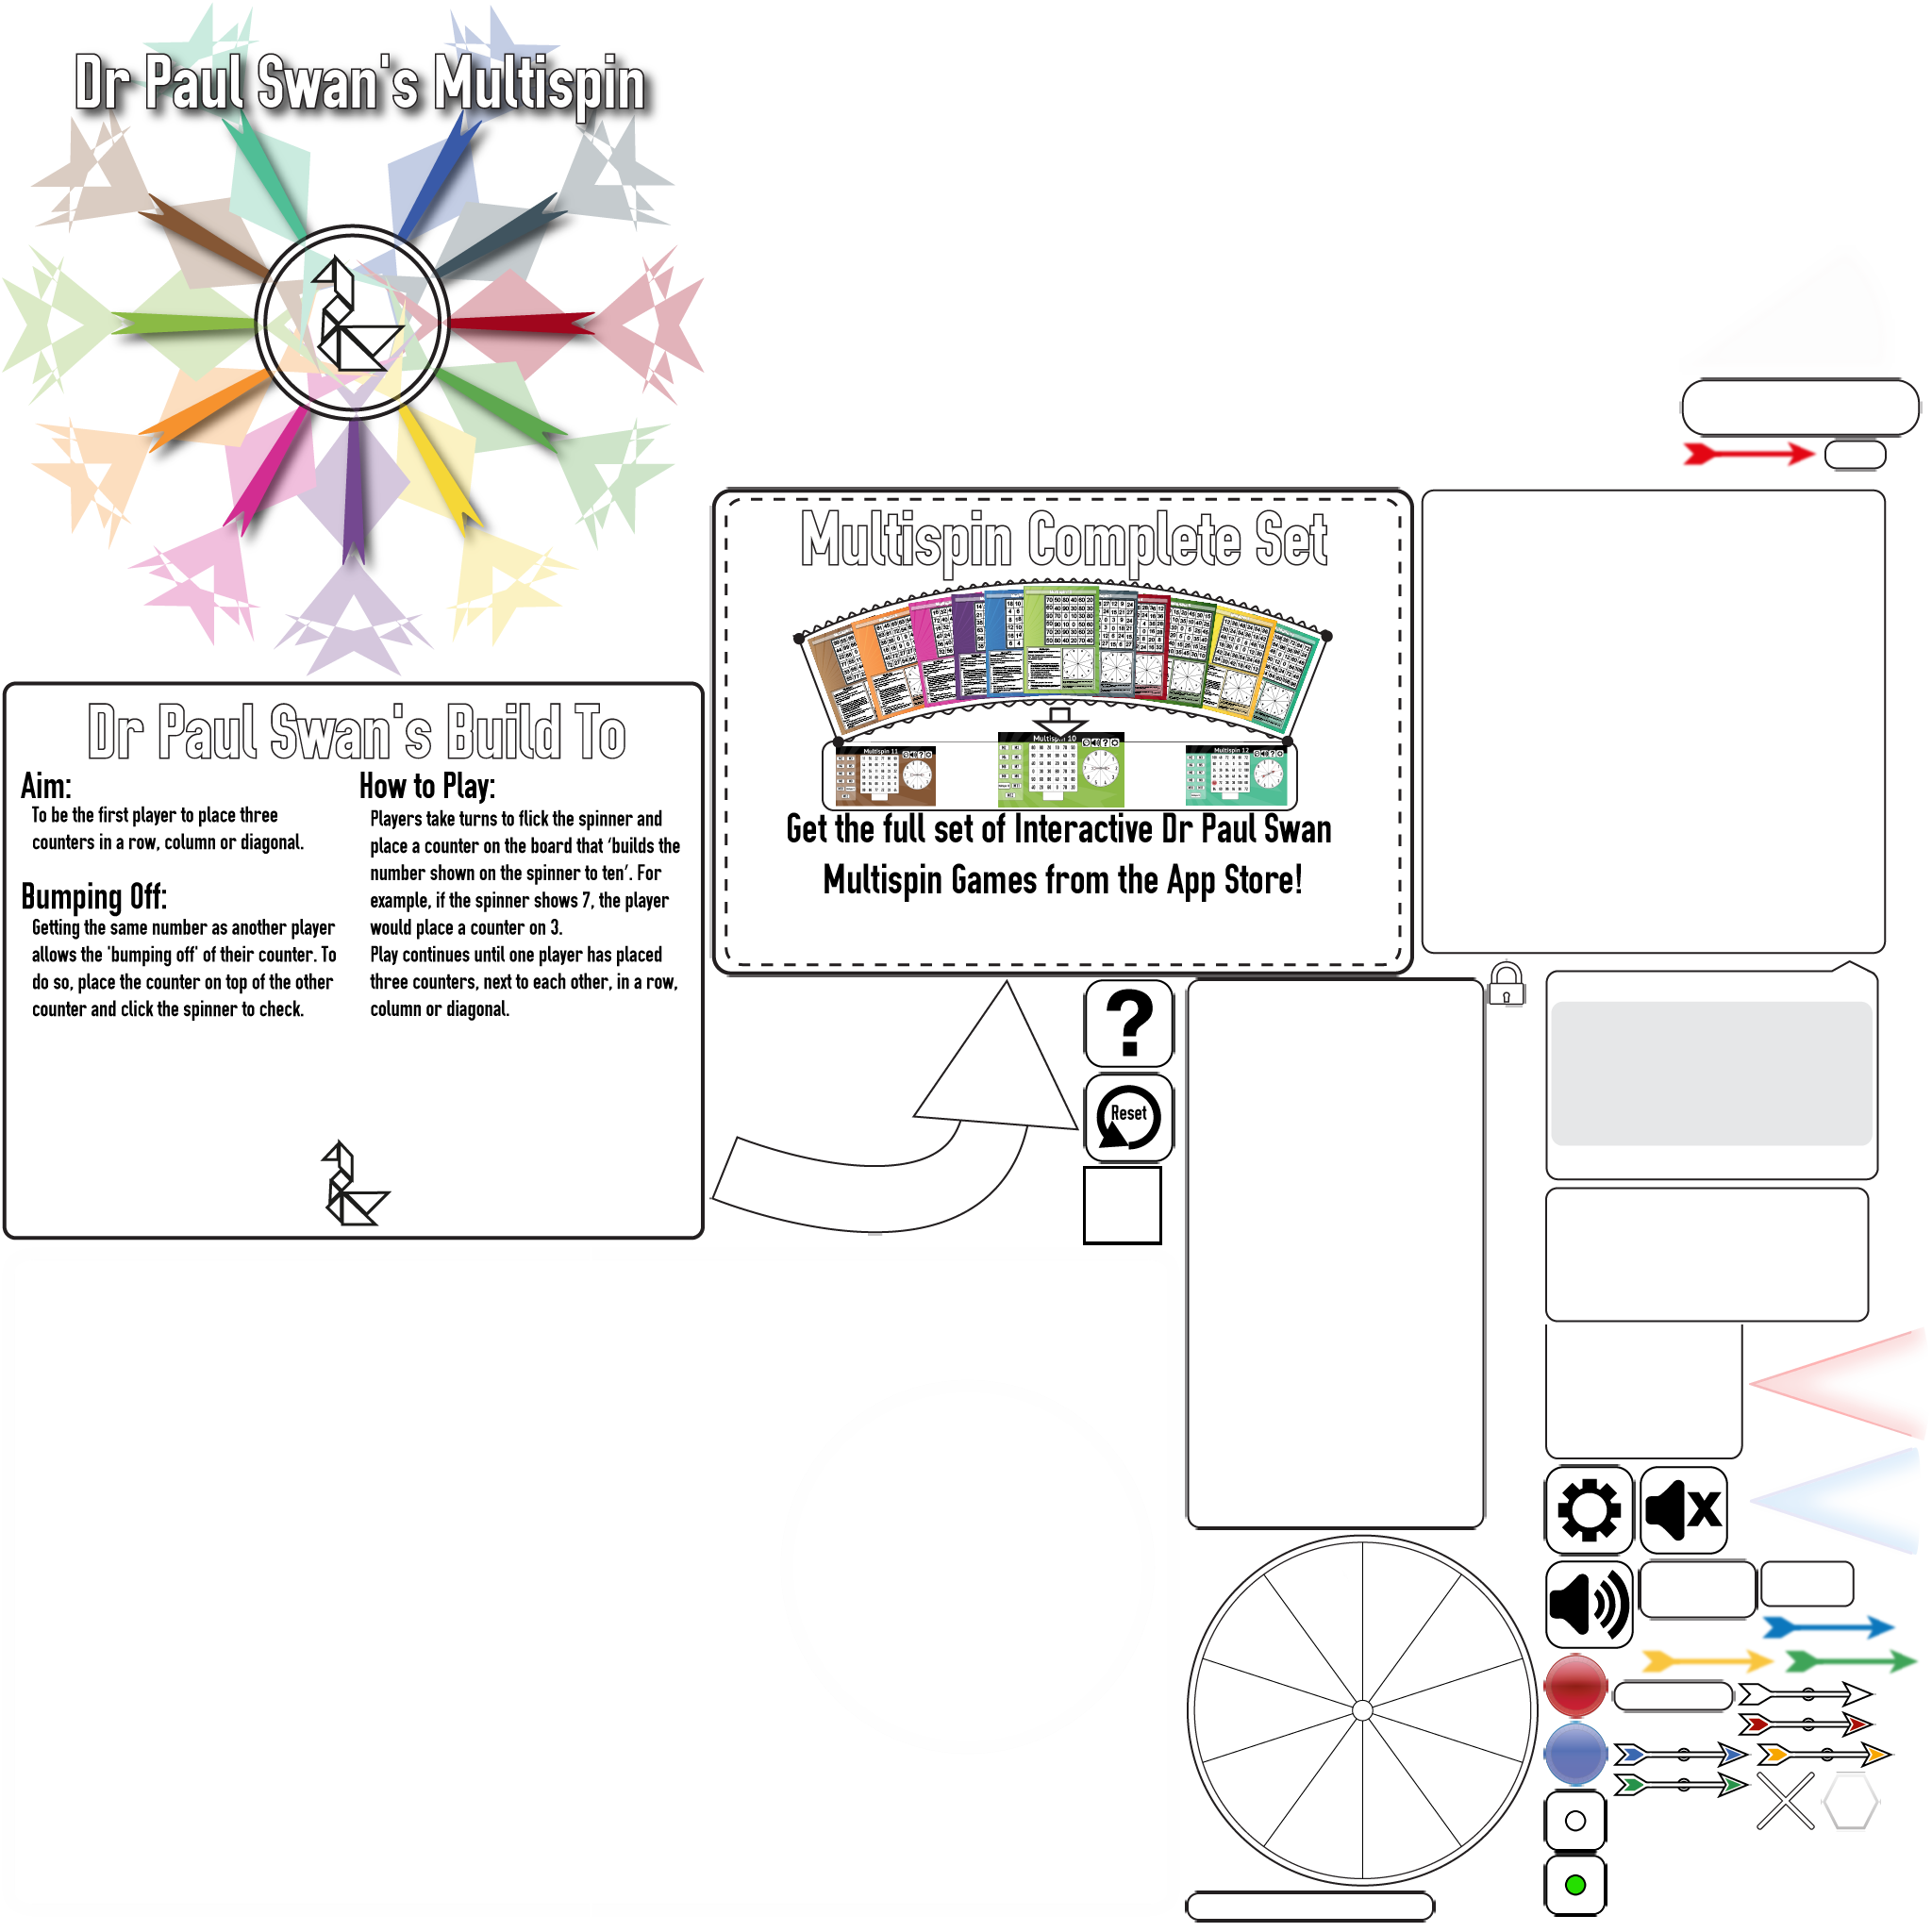 Dr Paul Swan's Multispin
Multispin Complete Set
Multispin 11
Multispin 10
Multispin 12
Get the full set of Interactive Dr Paul Swan
Multispin Games from the App Store!
Dr Paul Swan's Build To
Aim:
To be the first player to place three
counters in a row, column or diagonal.
Bumping Off:
Getting the same number as another player
allows the 'bumping off' of their counter. To
do so, place the counter on top of the other
counter and click the spinner to check.
How to Play:
Players take turns to flick the spinner and
place a counter on the board that ‘builds the
number shown on the spinner to ten’. For
example, if the spinner shows 7, the player
would place a counter on 3.
Play continues until one player has placed
three counters, next to each other, in a row,
column or diagonal.
?
Reset